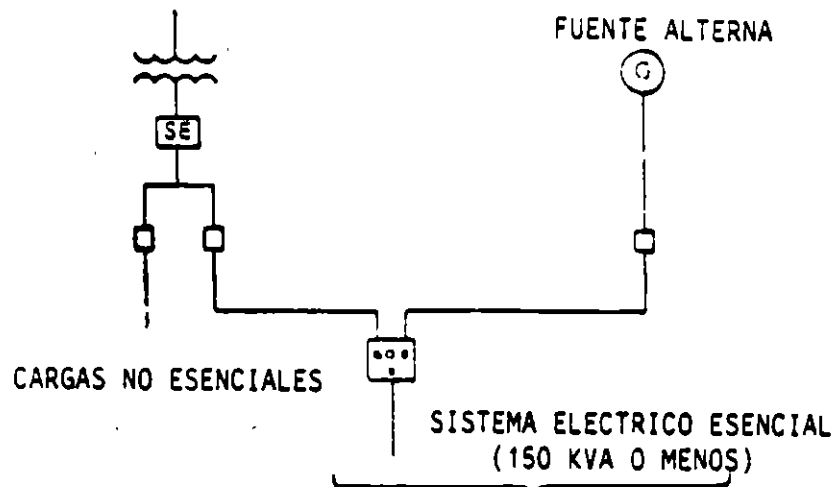 FUENTE ALTERNA
G
SE
CARGAS NO ESENCIALES
SISTEMA ELECTRICO ESENCIAL
(150 KVA O MENOS)